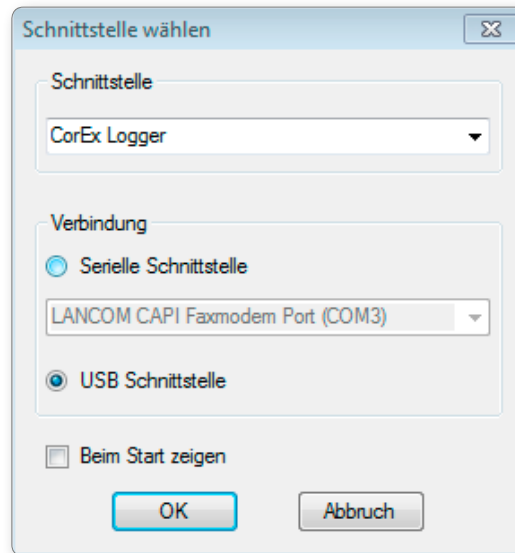 Schnittstelle wählen
Schnittstelle
CorEx Logger
Verbindung
Serielle Schnittstelle
LANCOM CAPI Faxmodem Port (COM3)
USB Schnittstelle
Beim Start zeigen
OK Abbruch